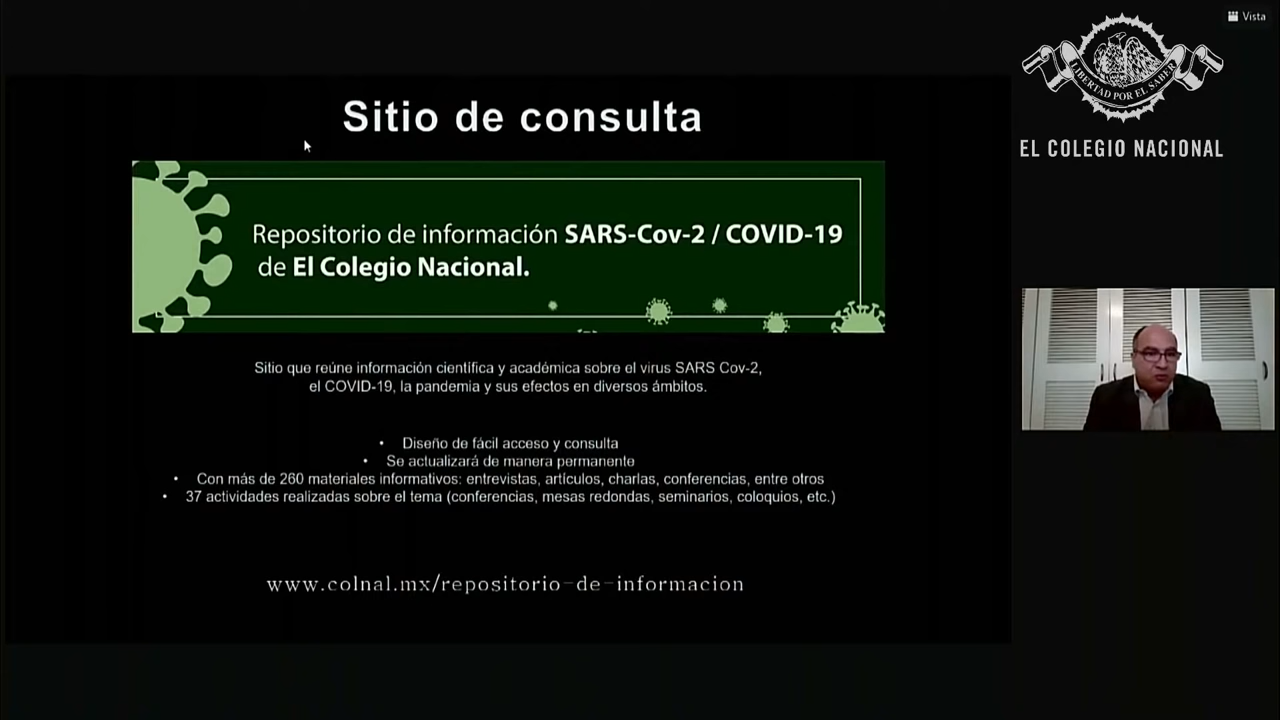 Vista
LIBERTAD POR EL SABER
EL COLEGIO NACIONAL
Sitio de consulta
Repositorio de información SARS-Cov-2 / COVID-19
de El Colegio Nacional.
Sitio que reúne información científica y académica sobre el virus SARS Cov-2,
el COVID-19, la pandemia y sus efectos en diversos ámbitos.
• Diseño de fácil acceso y consulta
• Se actualizará de manera permanente
• Con más de 260 materiales informativos: entrevistas, artículos, charlas, conferencias, entre otros
• 37 actividades realizadas sobre el tema (conferencias, mesas redondas, seminarios, coloquios, etc.)
www.colnal.mx/repositorio-de-informacion